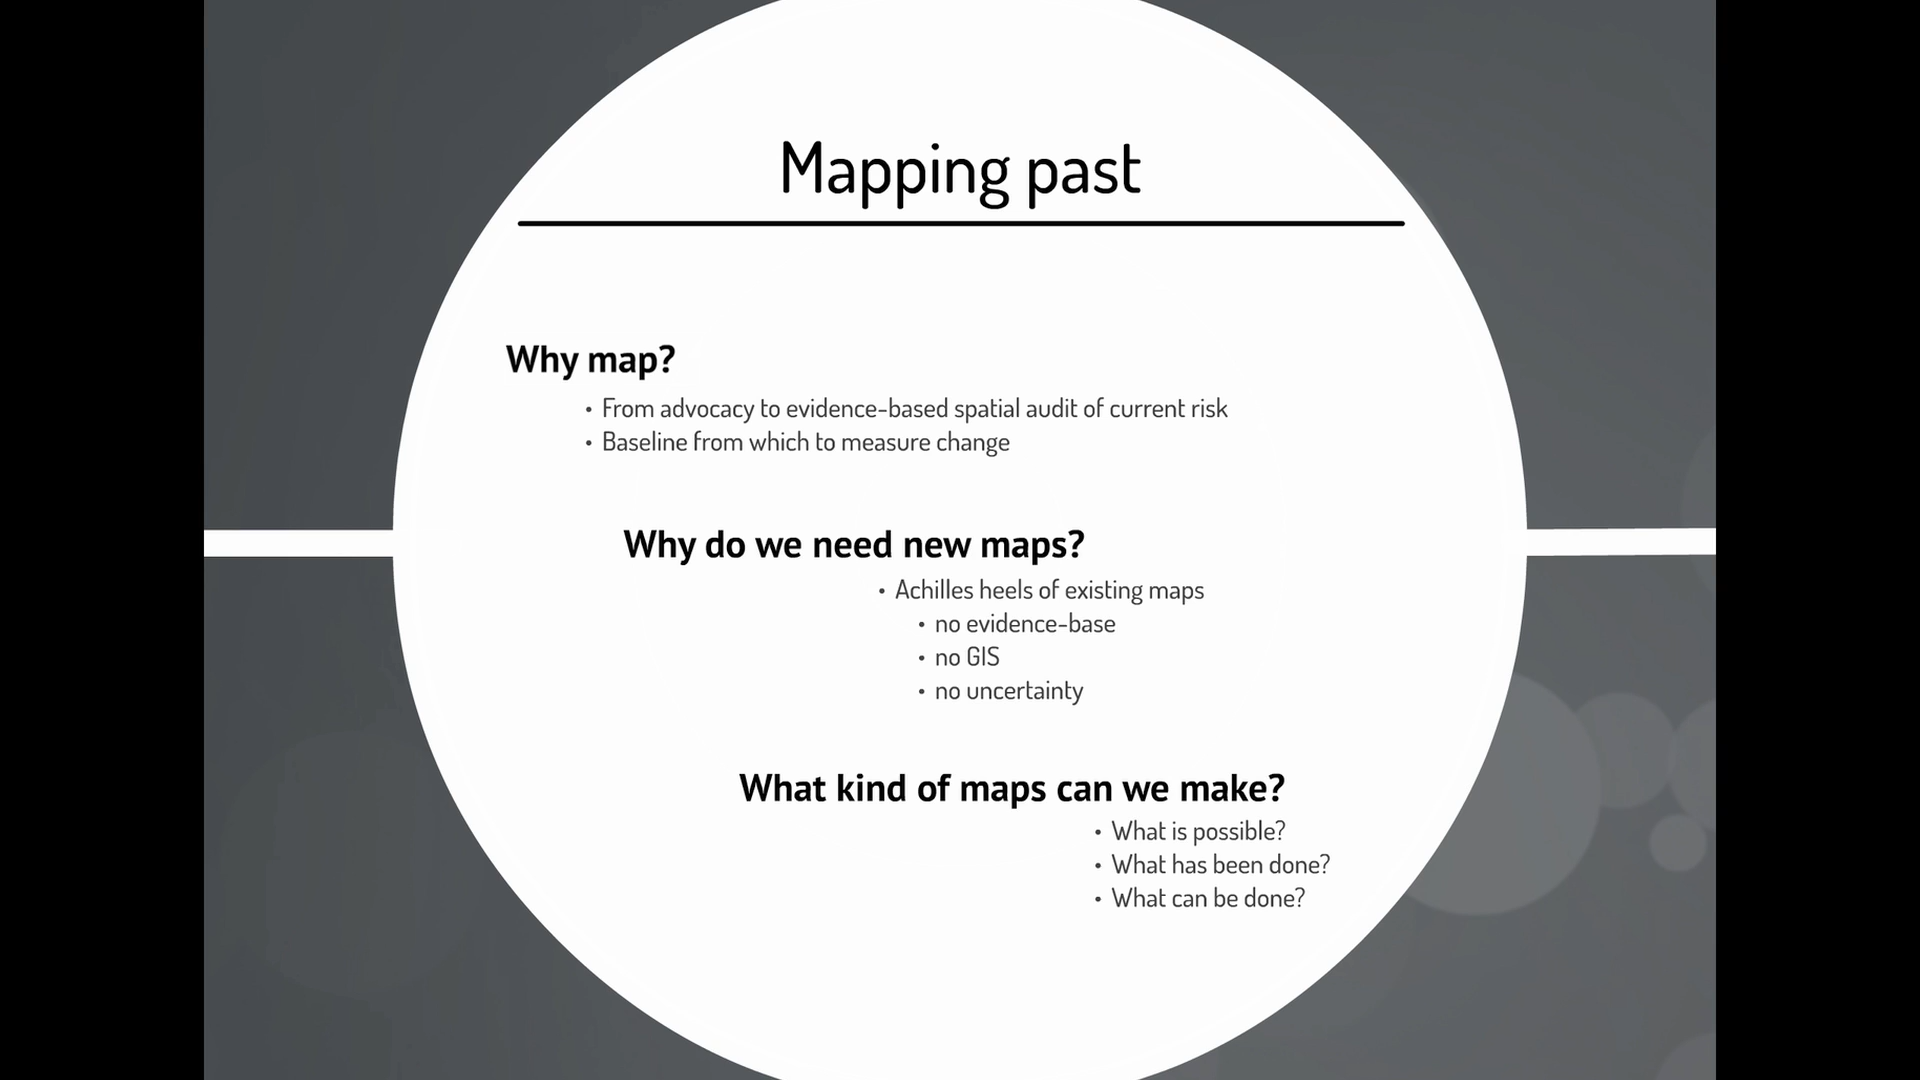 Mapping past
Why map?
• From advocacy to evidence-based spatial audit of current risk
• Baseline from which to measure change
Why do we need new maps?
• Achilles heels of existing maps
• no evidence-base
• no GIS
• no uncertainty
What kind of maps can we make?
• What is possible?
• What has been done?
• What can be done?